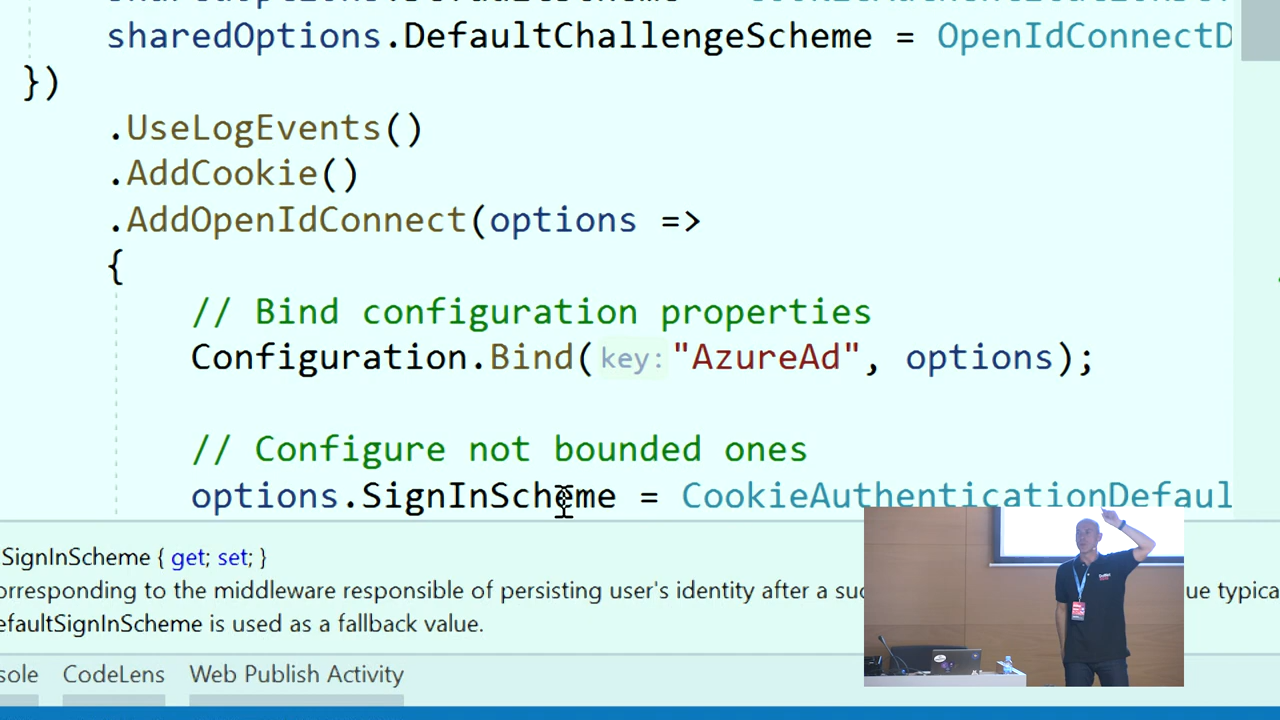 sharedOptions.DefaultChallengeScheme = OpenIdConnectD
})
.UseLogEvents()
.AddCookie()
.AddOpenIdConnect(options =>
{
// Bind configuration properties
Configuration.Bind(key: "AzureAd", options);
// Configure not bounded ones
options.SignInScheme = CookieAuthenticationDefaul
SignInScheme { get; set; }
orresponding to the middleware responsible of persisting user's identity after a suc ue typica
efaultSignInScheme is used as a fallback value.
sole CodeLens Web Publish Activity